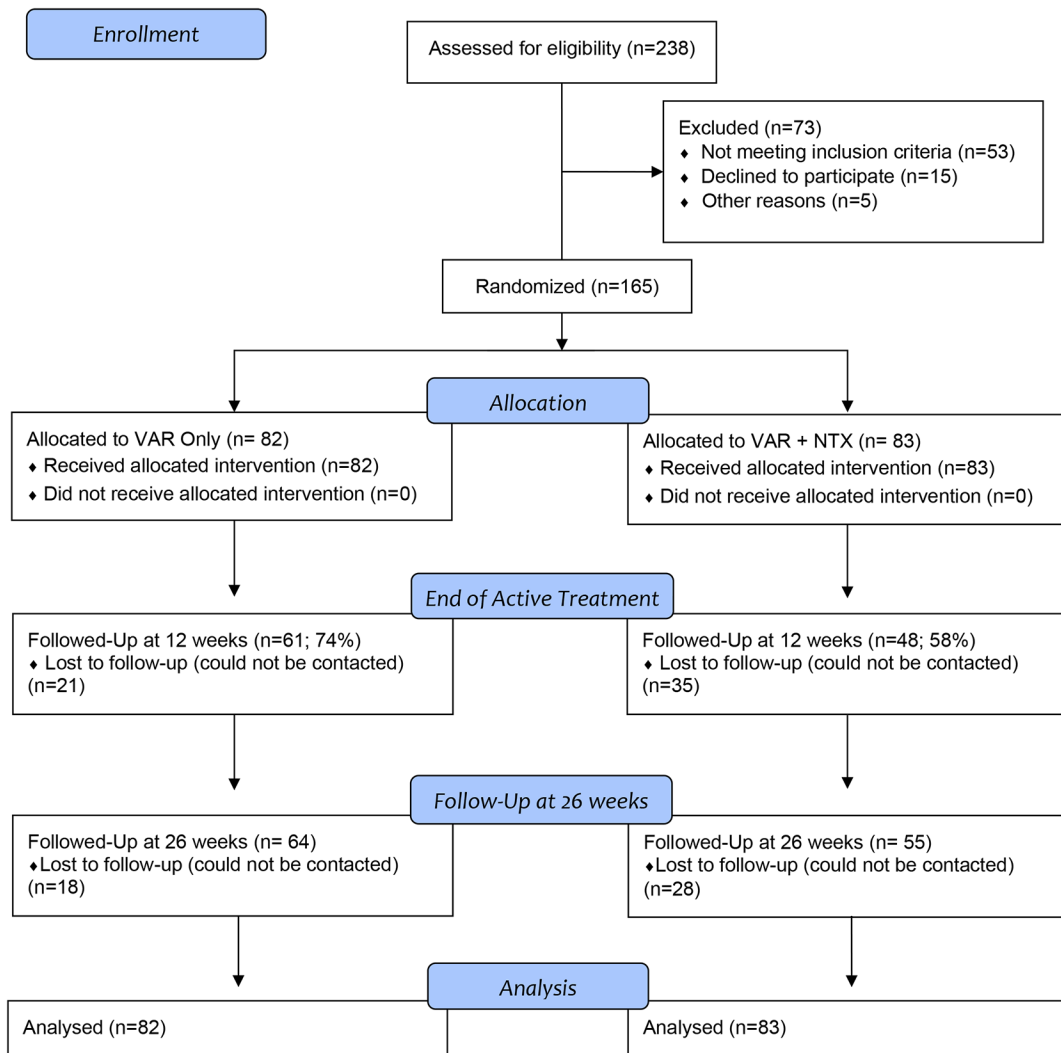 Enrollment
Assessed for eligibility (n=238)
Excluded (n=73)
♦ Not meeting inclusion criteria (n=53)
♦ Declined to participate (n=15)
♦ Other reasons (n=5)
Randomized (n=165)
Allocation
Allocated to VAR Only (n= 82)
♦ Received allocated intervention (n=82)
♦ Did not receive allocated intervention (n=0)
Allocated to VAR + NTX (n= 83)
♦ Received allocated intervention (n=83)
♦ Did not receive allocated intervention (n=0)
End of Active Treatment
Followed-Up at 12 weeks (n=61; 74%)
♦ Lost to follow-up (could not be contacted)
(n=21)
Followed-Up at 12 weeks (n=48; 58%)
♦ Lost to follow-up (could not be contacted)
(n=35)
Follow-Up at 26 weeks
Followed-Up at 26 weeks (n= 64)
♦Lost to follow-up (could not be contacted)
(n=18)
Followed-Up at 26 weeks (n= 55)
♦Lost to follow-up (could not be contacted)
(n=28)
Analysis
Analysed (n=82)
Analysed (n=83)